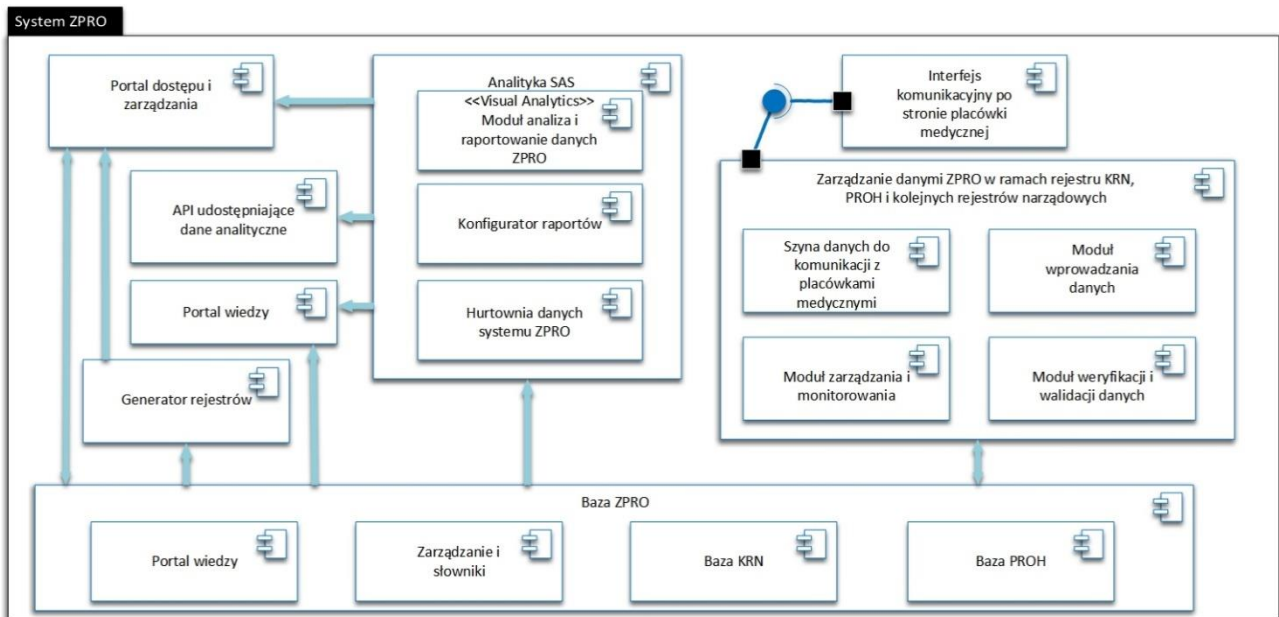 System ZPRO
Portal dostępu i
zarządzania
Analityka SAS
<<Visual Analytics>>
Moduł analiza i
raportowanie danych
ZPRO
Interfejs
komunikacyjny po
stronie placówki
medycznej
API udostępniające
dane analityczne
Konfigurator raportów
Zarządzanie danymi ZPRO w ramach rejestru KRN,
PROH i kolejnych rejestrów narządowych
Szyna danych do
komunikacji z
placówkami
medycznymi
Moduł
wprowadzania
danych
Portal wiedzy
Hurtownia danych
systemu ZPRO
Generator rejestrów
Moduł zarządzania i
monitorowania
Moduł weryfikacji i
walidacji danych
Baza ZPRO
Portal wiedzy
Zarządzanie i
słowniki
Baza KRN
Baza PROH